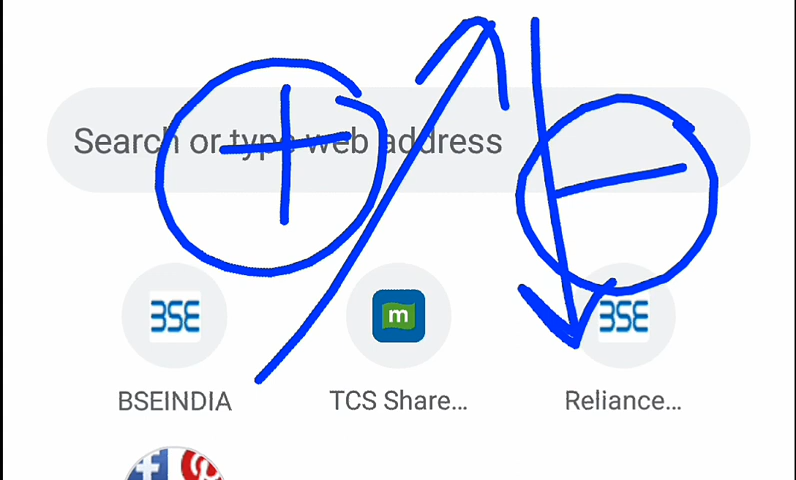 Search or type web address
BSE m BSE
BSEINDIA TCS Share... Reliance...